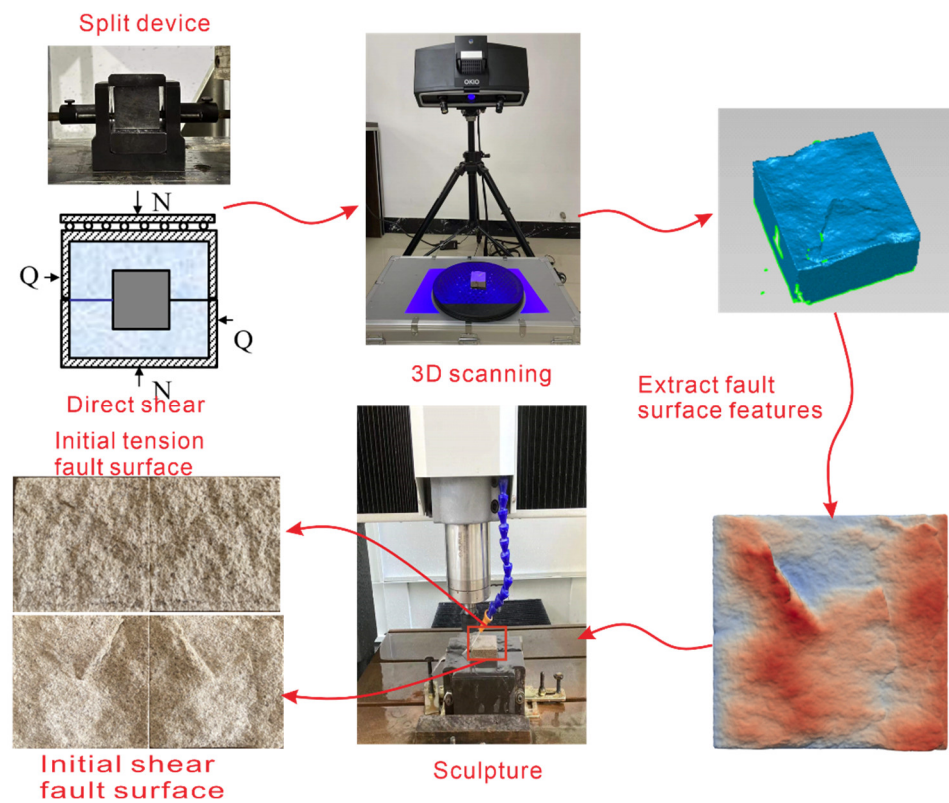 Split device
N
Q
Q
N
Direct shear
OKIO
3D scanning
Extract fault
surface features
Initial tension
fault surface
Initial shear
fault surface
Sculpture